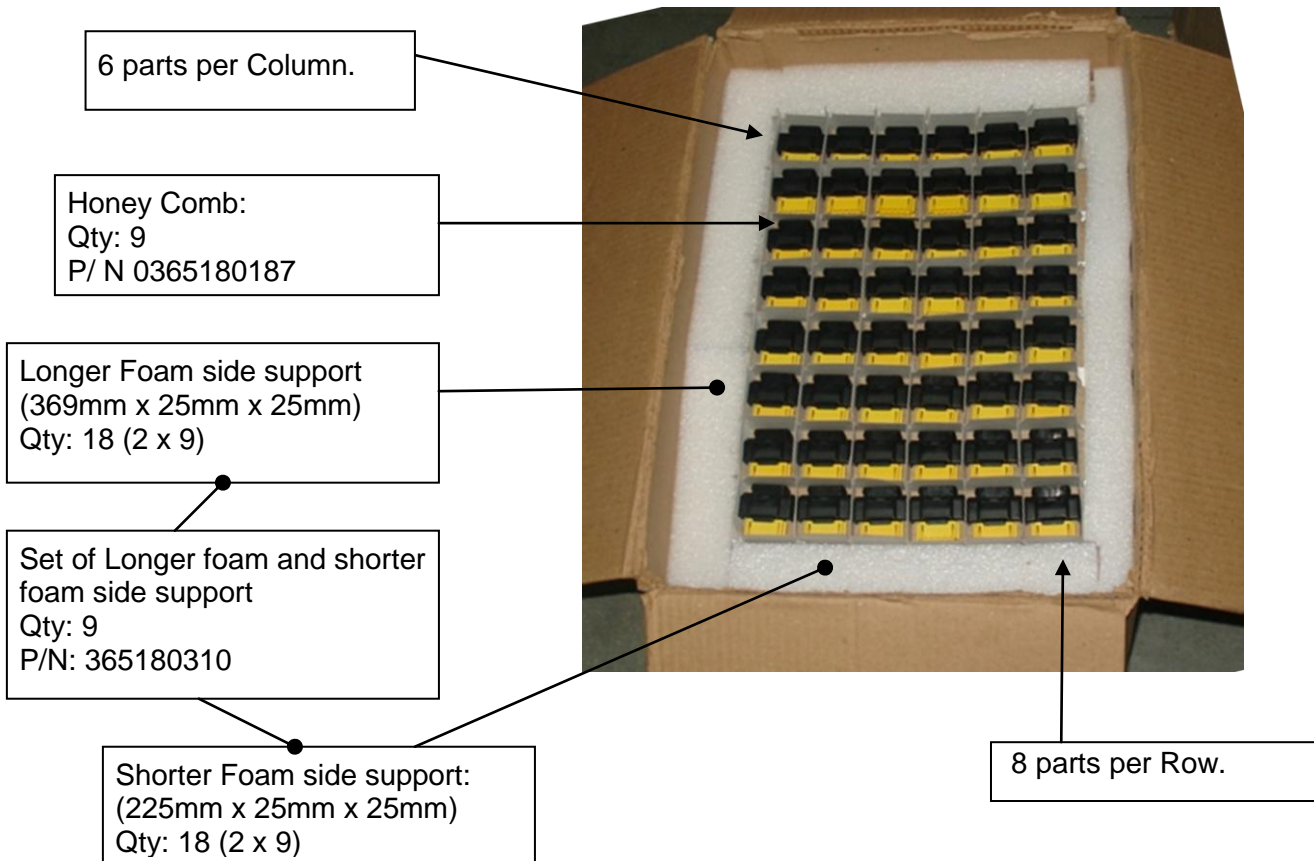 6 parts per Column.
Honey Comb:
Qty: 9
P/ N 0365180187
Longer Foam side support
(369mm x 25mm x 25mm)
Qty: 18 (2 x 9)
Set of Longer foam and shorter
foam side support
Qty: 9
P/N: 365180310
Shorter Foam side support:
(225mm x 25mm x 25mm)
Qty: 18 (2 x 9)
8 parts per Row.